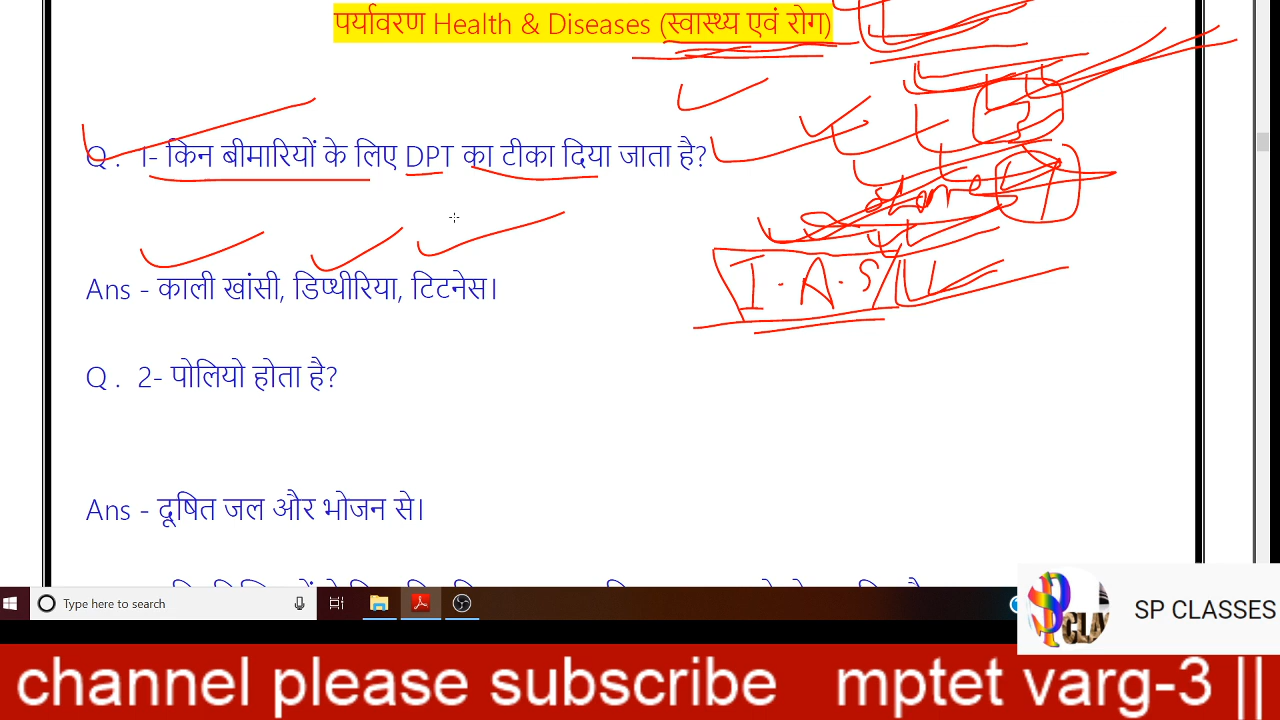 पर्यावरण Health & Diseases (स्वास्थ्य एवं रोग)
Q . 1- किन बीमारियों के लिए DPT का टीका दिया जाता है?
share
I.A.S/
Ans - काली खांसी, डिप्थीरिया, टिटनेस।
Q . 2- पोलियो होता है?
Ans - दूषित जल और भोजन से।
Type here to search
SP CLASSES
channel please subscribe mptet varg-3 ||